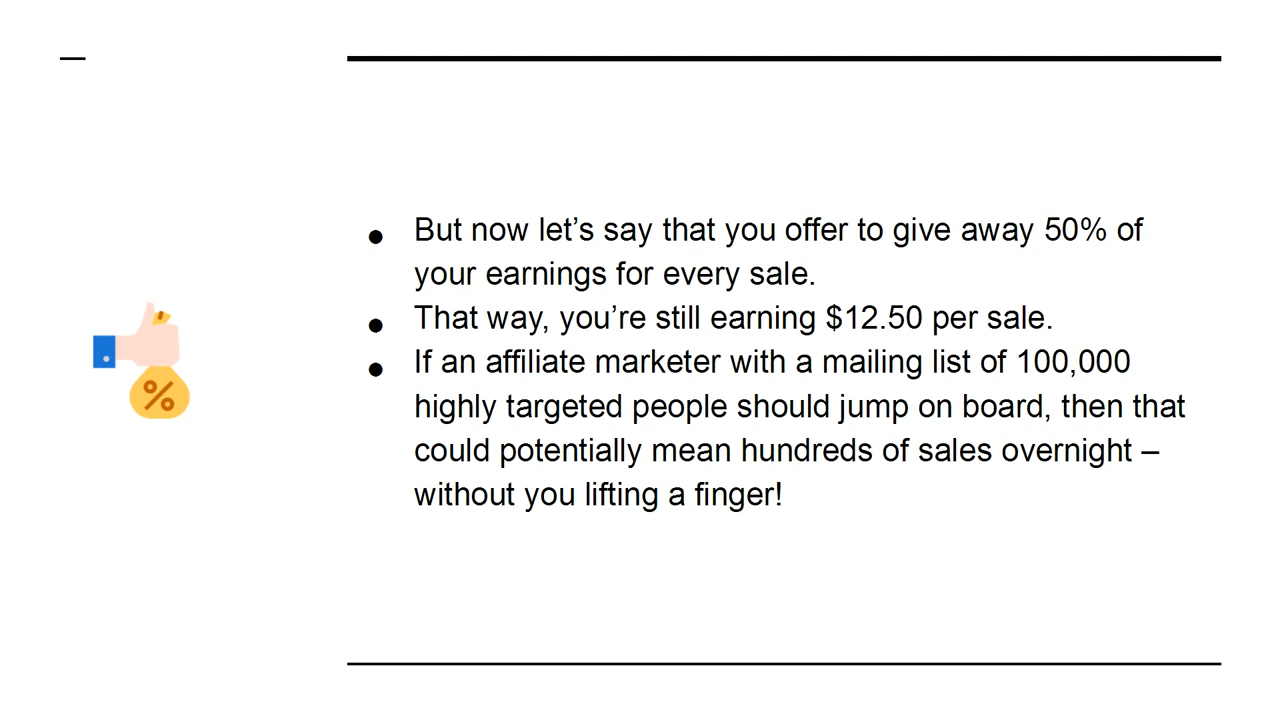 ● But now let’s say that you offer to give away 50% of
your earnings for every sale.
● That way, you’re still earning $12.50 per sale.
● If an affiliate marketer with a mailing list of 100,000
highly targeted people should jump on board, then that
could potentially mean hundreds of sales overnight –
without you lifting a finger!
%